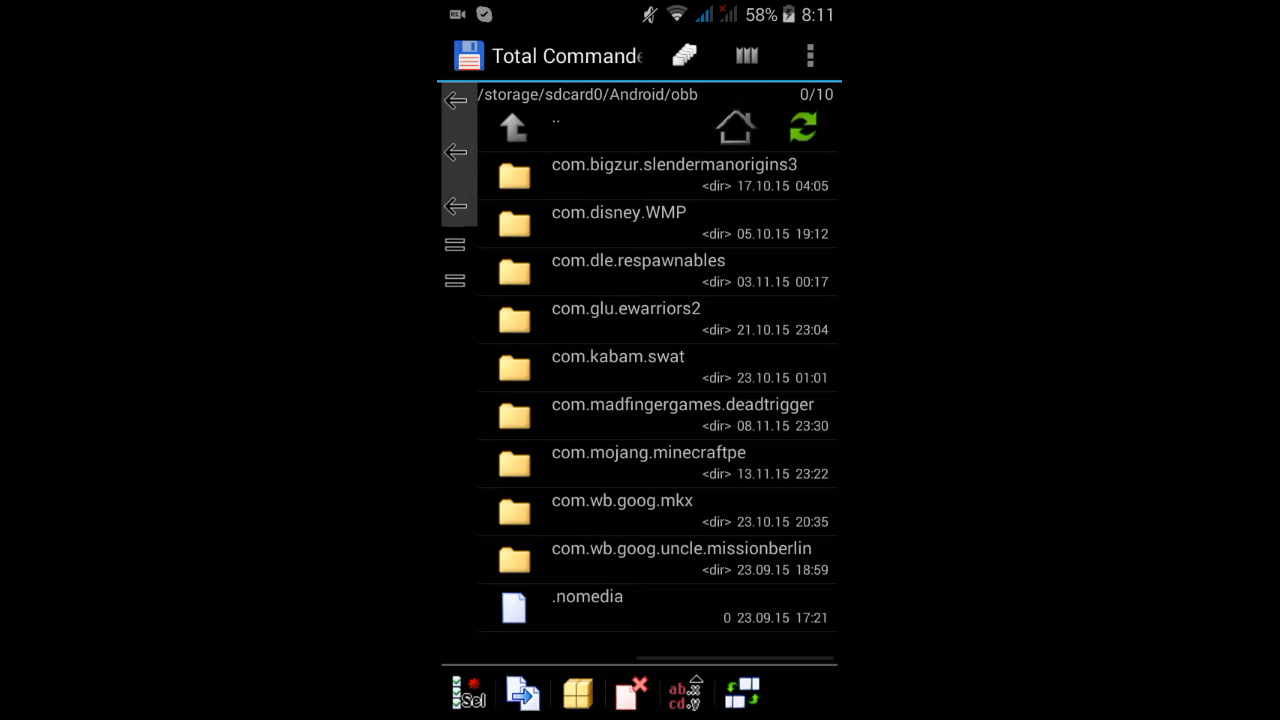 58% 8:11
Total Commande
/storage/sdcard0/Android/obb 0/10
..
com.bigzur.slendermanorigins3
<dir> 17.10.15 04:05
com.disney.WMP
<dir> 05.10.15 19:12
com.dle.respawnables
<dir> 03.11.15 00:17
com.glu.ewarriors2
<dir> 21.10.15 23:04
com.kabam.swat
<dir> 23.10.15 01:01
com.madfingergames.deadtrigger
<dir> 08.11.15 23:30
com.mojang.minecraftpe
<dir> 13.11.15 23:22
com.wb.goog.mkx
<dir> 23.10.15 20:35
com.wb.goog.uncle.missionberlin
<dir> 23.09.15 18:59
.nomedia
0 23.09.15 17:21
Sel
ab.x
cd.y